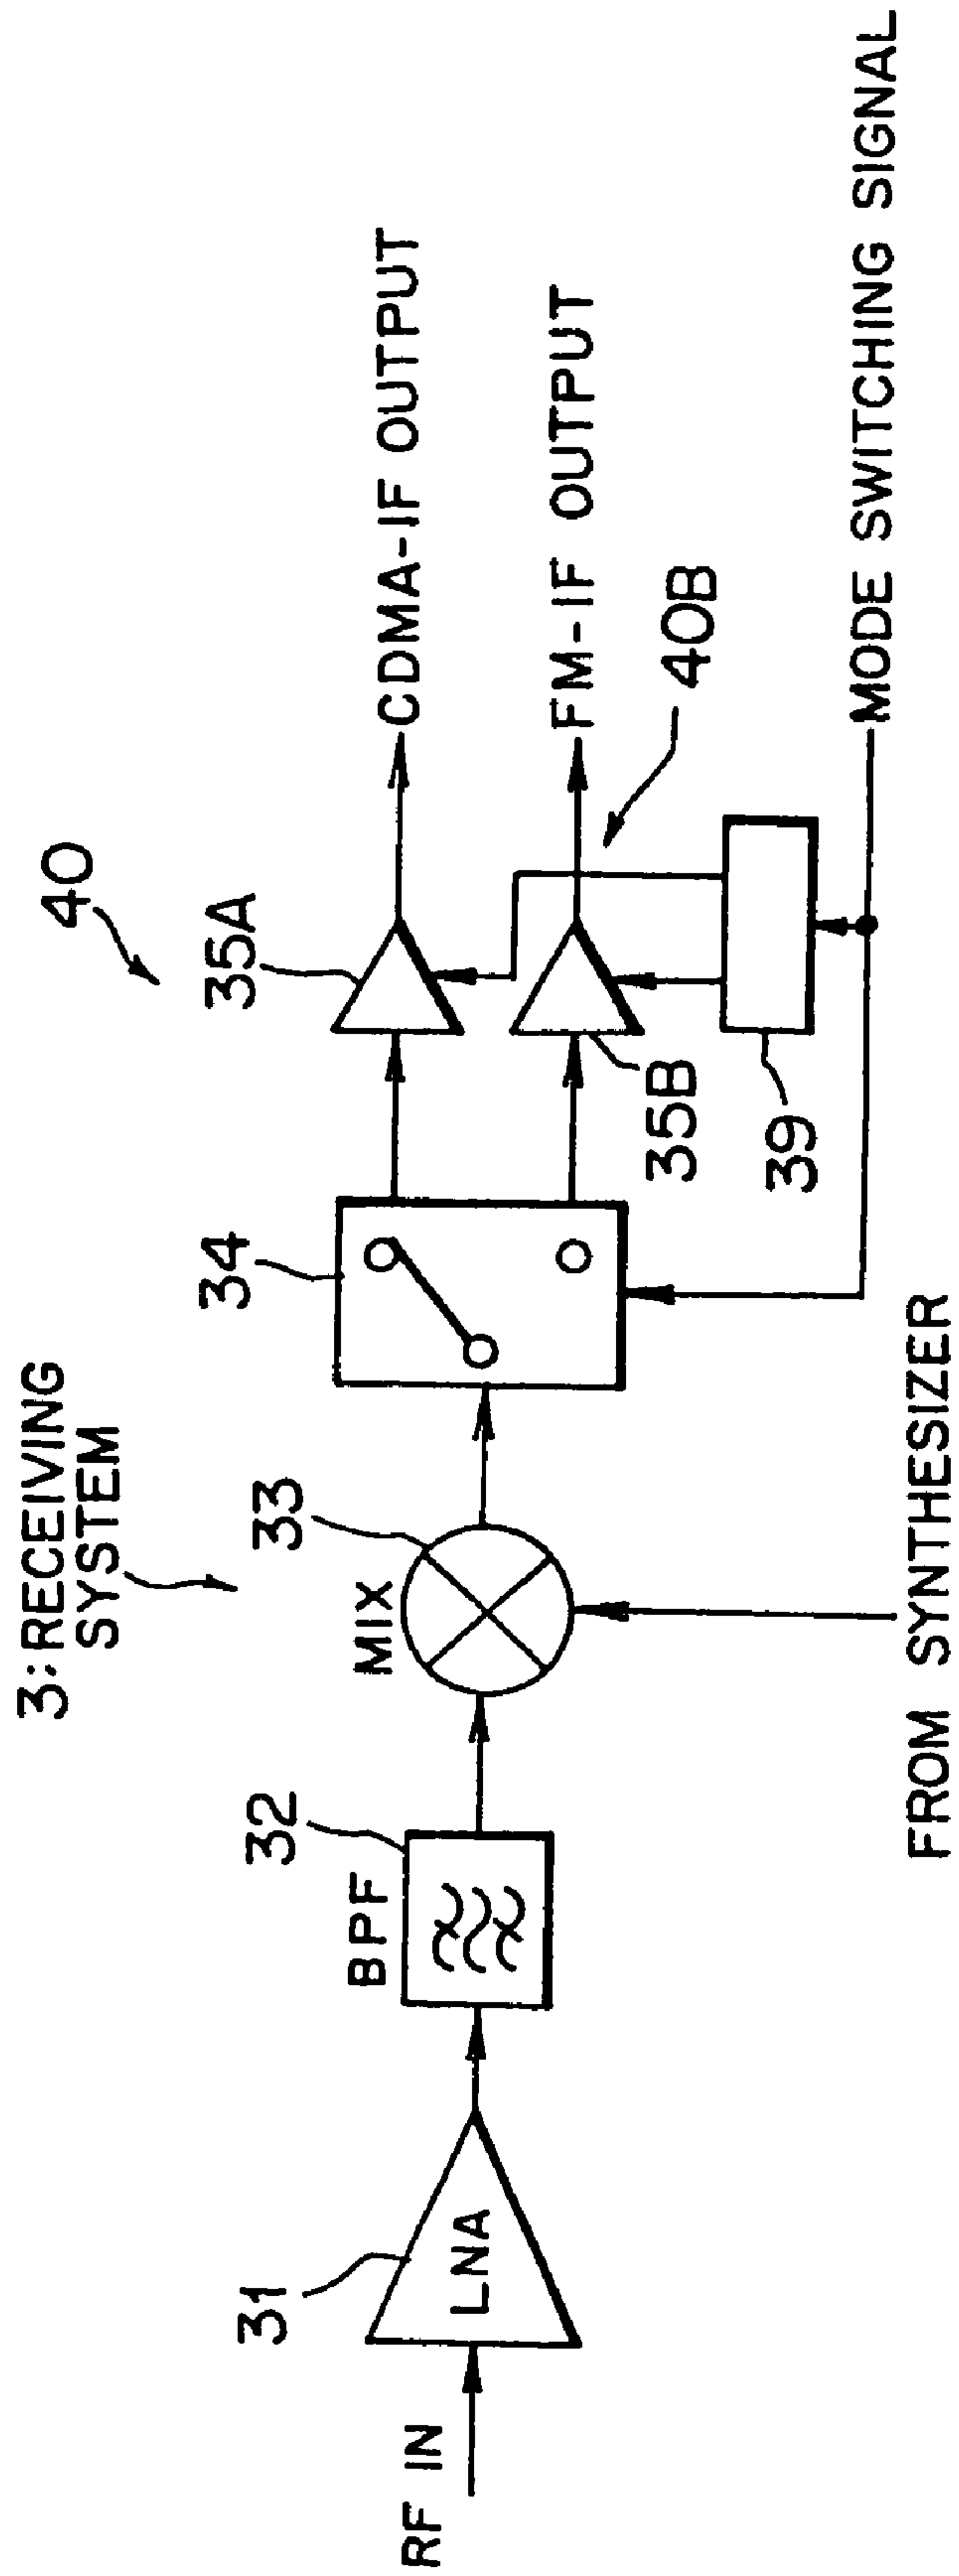 3: RECEIVING
SYSTEM
40
31
32
33
34
35A
CDMA-IF OUTPUT
BPF
MIX
RF IN
LNA
FM-IF OUTPUT
35B
40B
39
FROM SYNTHESIZER
MODE SWITCHING SIGNAL